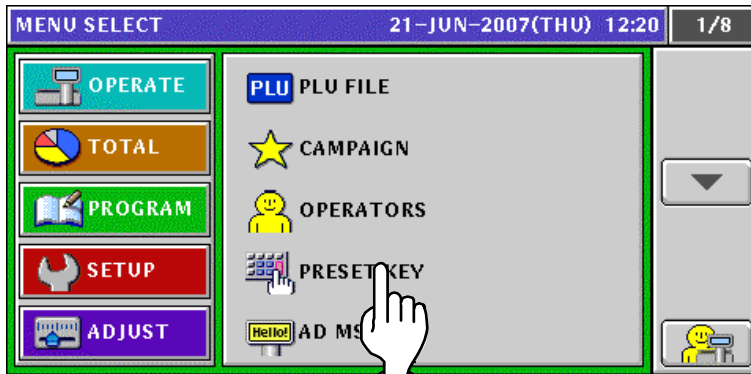 MENU SELECT 21-JUN-2007(THU) 12:20 1/8
OPERATE
TOTAL
PROGRAM
SETUP
ADJUST
PLU PLU FILE
CAMPAIGN
OPERATORS
PRESET KEY
Hello! AD